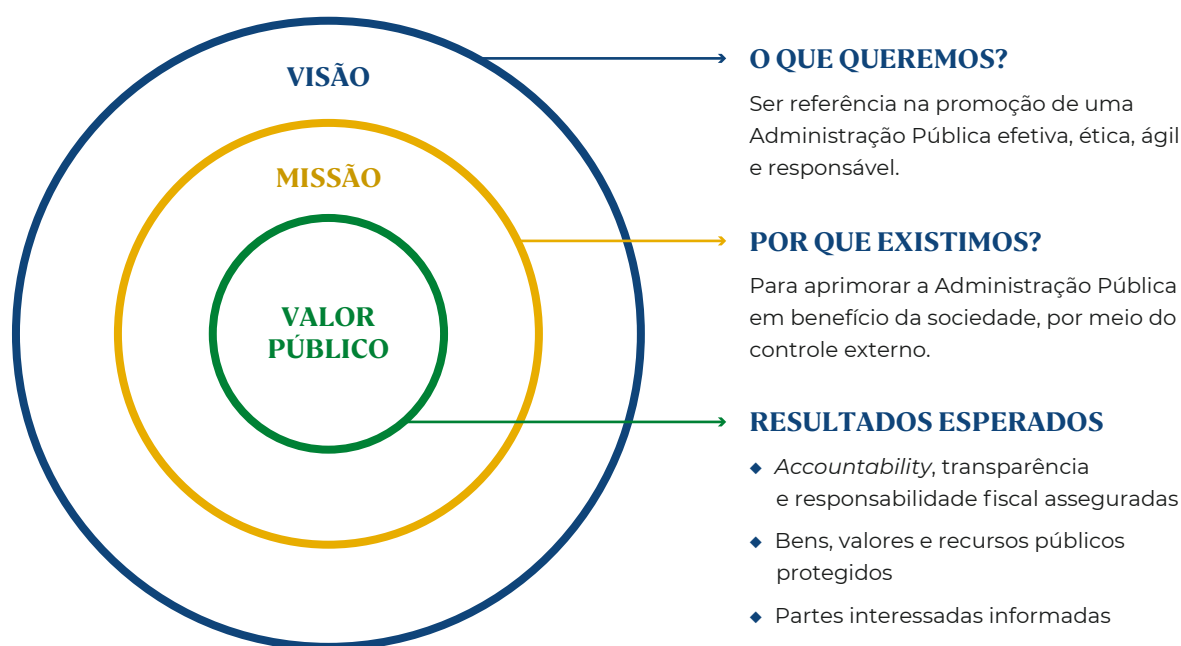 VISÃO
MISSÃO
VALOR
PÚBLICO
O QUE QUEREMOS?
Ser referência na promoção de uma
Administração Pública efetiva, ética, ágil
e responsável.
POR QUE EXISTIMOS?
Para aprimorar a Administração Pública
em benefício da sociedade, por meio do
controle externo.
RESULTADOS ESPERADOS
◆ Accountability, transparência
e responsabilidade fiscal asseguradas
◆ Bens, valores e recursos públicos
protegidos
◆ Partes interessadas informadas